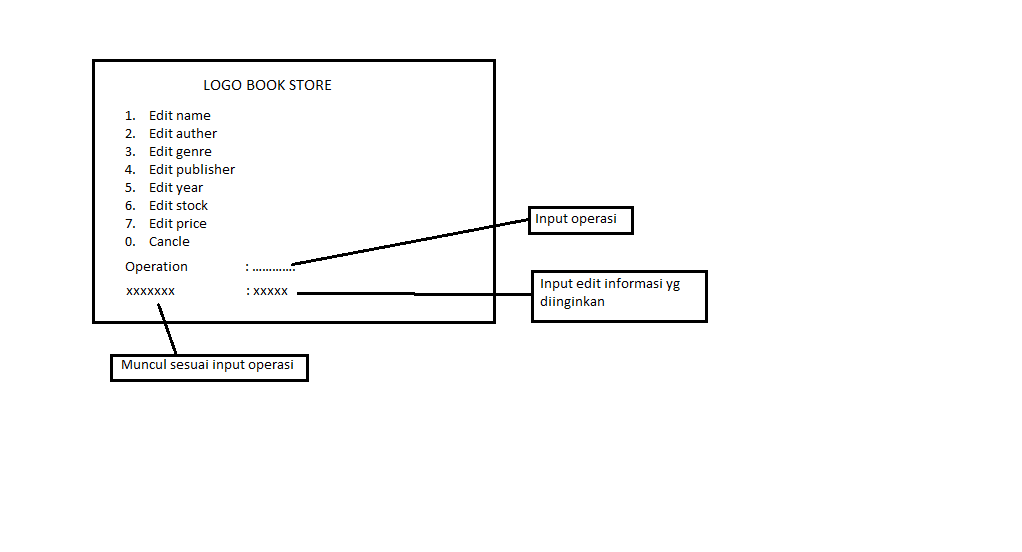 LOGO BOOK STORE
1. Edit name
2. Edit auther
3. Edit genre
4. Edit publisher
5. Edit year
6. Edit stock
7. Edit price
0. Cancle
Operation : .............
xxxxxxx : xxxxx
Input operasi
Input edit informasi yg
diinginkan
Muncul sesuai input operasi